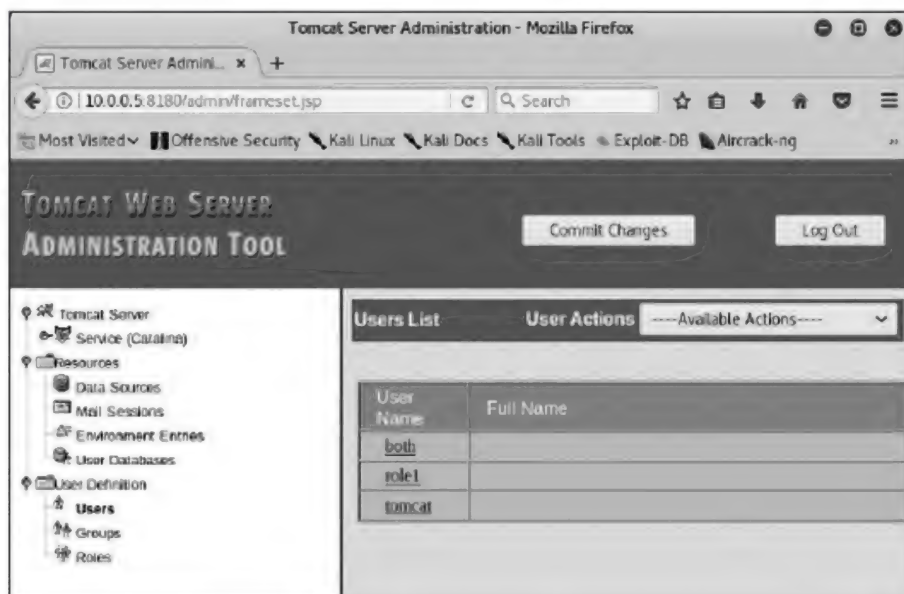 Tomcat Server Administration - Mozilla Firefox
Tomcat Server Admini... × +
10.0.0.5:8180/admin/frameset.jsp
Search
Most Visited
Offensive Security
Kali Linux
Kali Docs
Kali Tools
Exploit-DB
Aircrack-ng
»
TOMCAT WEB SERVER
ADMINISTRATION TOOL
Commit Changes
Log Out
Tomcat Server
Service (Catalina)
Resources
Data Sources
Mail Sessions
Environment Entries
User Databases
User Definition
Users
Groups
Roles
Users List
User Actions
----Available Actions----
User Name
Full Name
both
role1
tomcat